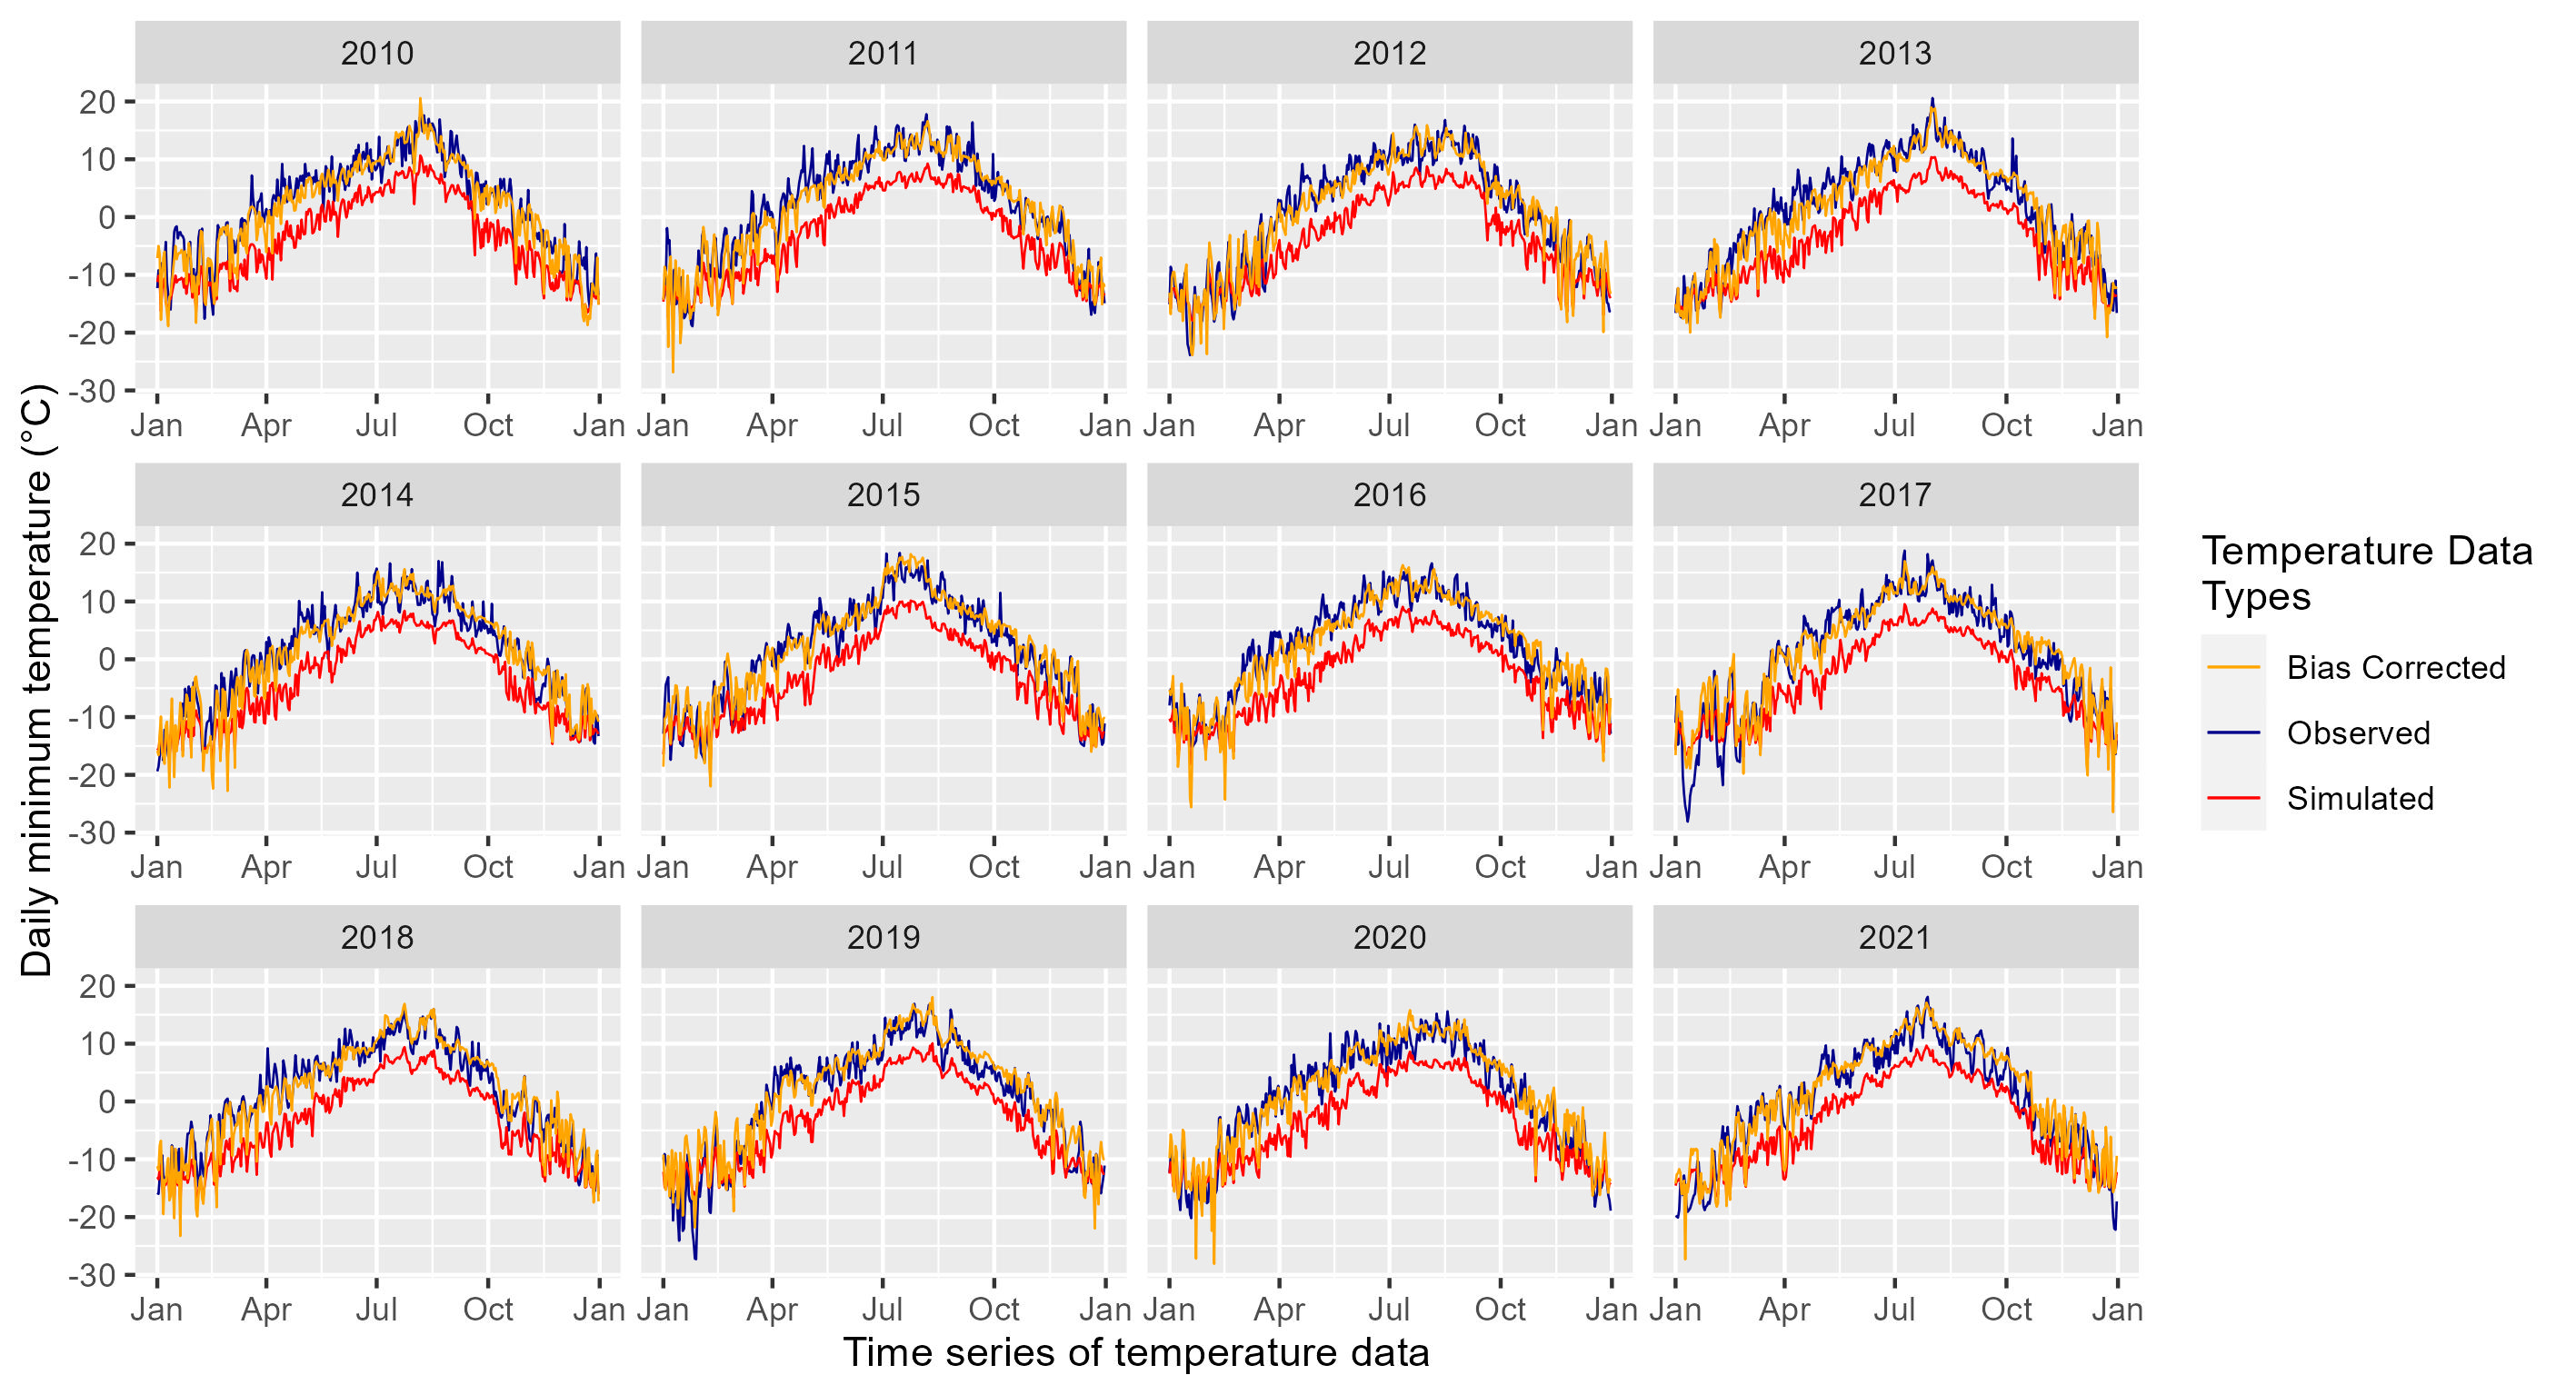 2010 2011 2012 2013
20
10
0
-10
-20
-30
Jan Apr Jul Oct Jan Jan Apr Jul Oct Jan Jan Apr Jul Oct Jan Jan Apr Jul Oct Jan
2014 2015 2016 2017
20
10
0
-10
-20
-30
Jan Apr Jul Oct Jan Jan Apr Jul Oct Jan Jan Apr Jul Oct Jan Jan Apr Jul Oct Jan
2018 2019 2020 2021
20
10
0
-10
-20
-30
Jan Apr Jul Oct Jan Jan Apr Jul Oct Jan Jan Apr Jul Oct Jan Jan Apr Jul Oct Jan
Daily minimum temperature (°C)
Time series of temperature data
Temperature Data
Types
Bias Corrected
Observed
Simulated